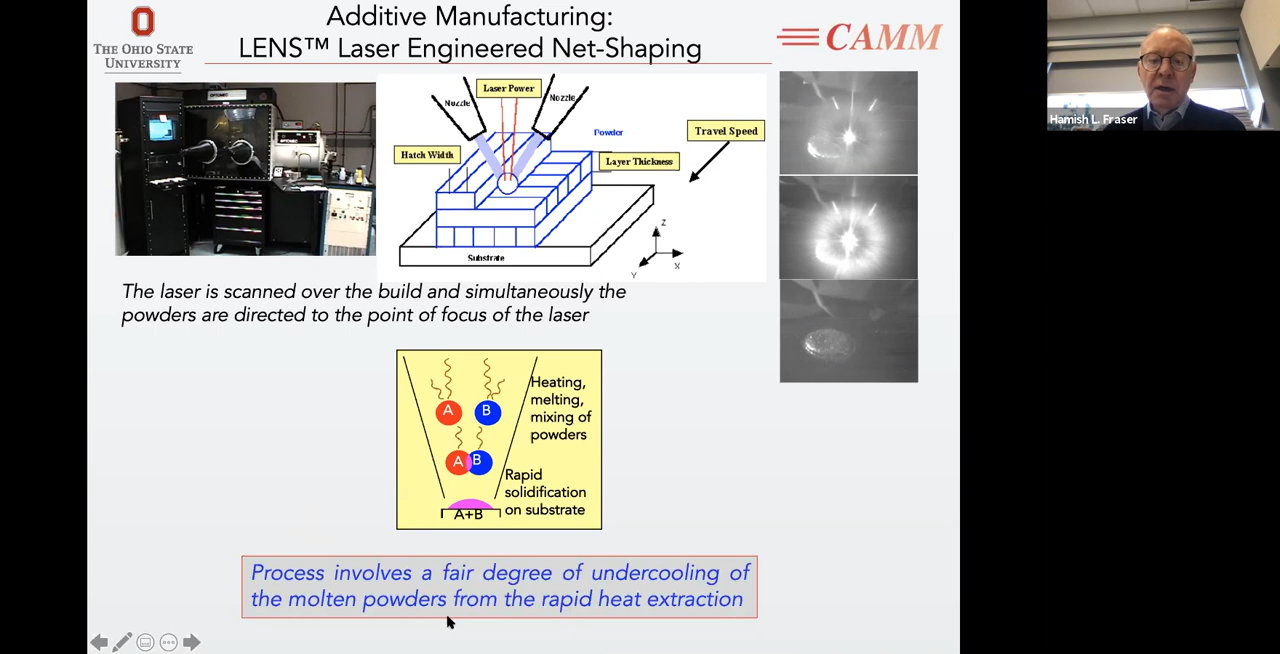 THE OHIO STATE
UNIVERSITY
Additive Manufacturing:
LENS™ Laser Engineered Net-Shaping
CAMM
Hamish L. Fraser
OPTOMEC
Nozzle
Laser Power
Nozzle
Powder
Travel Speed
Hatch Width
Layer Thickness
Substrate
Z
X
Y
The laser is scanned over the build and simultaneously the
powders are directed to the point of focus of the laser
A
B
Heating,
melting,
mixing of
powders
A
B
Rapid
solidification
on substrate
A+B
Process involves a fair degree of undercooling of
the molten powders from the rapid heat extraction